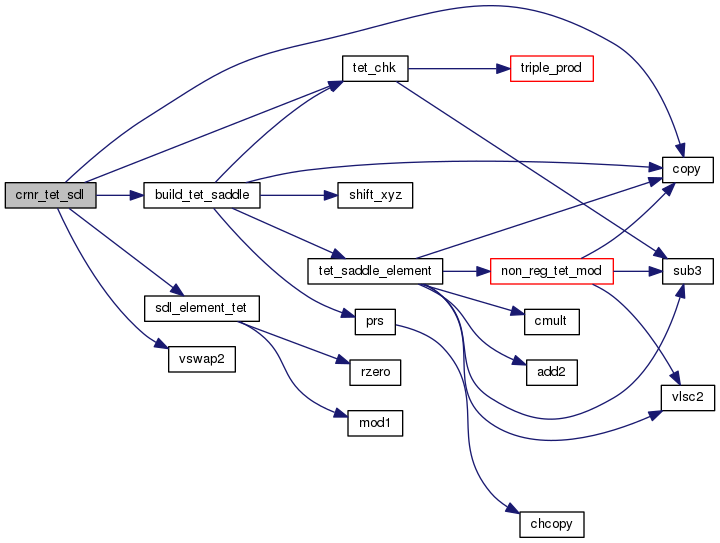 tet_chk
triple_prod
copy
crnr_tet_sdl
build_tet_saddle
shift_xyz
tet_saddle_element
non_reg_tet_mod
sub3
sdl_element_tet
prs
cmult
vswap2
rzero
add2
vlsc2
mod1
chcopy